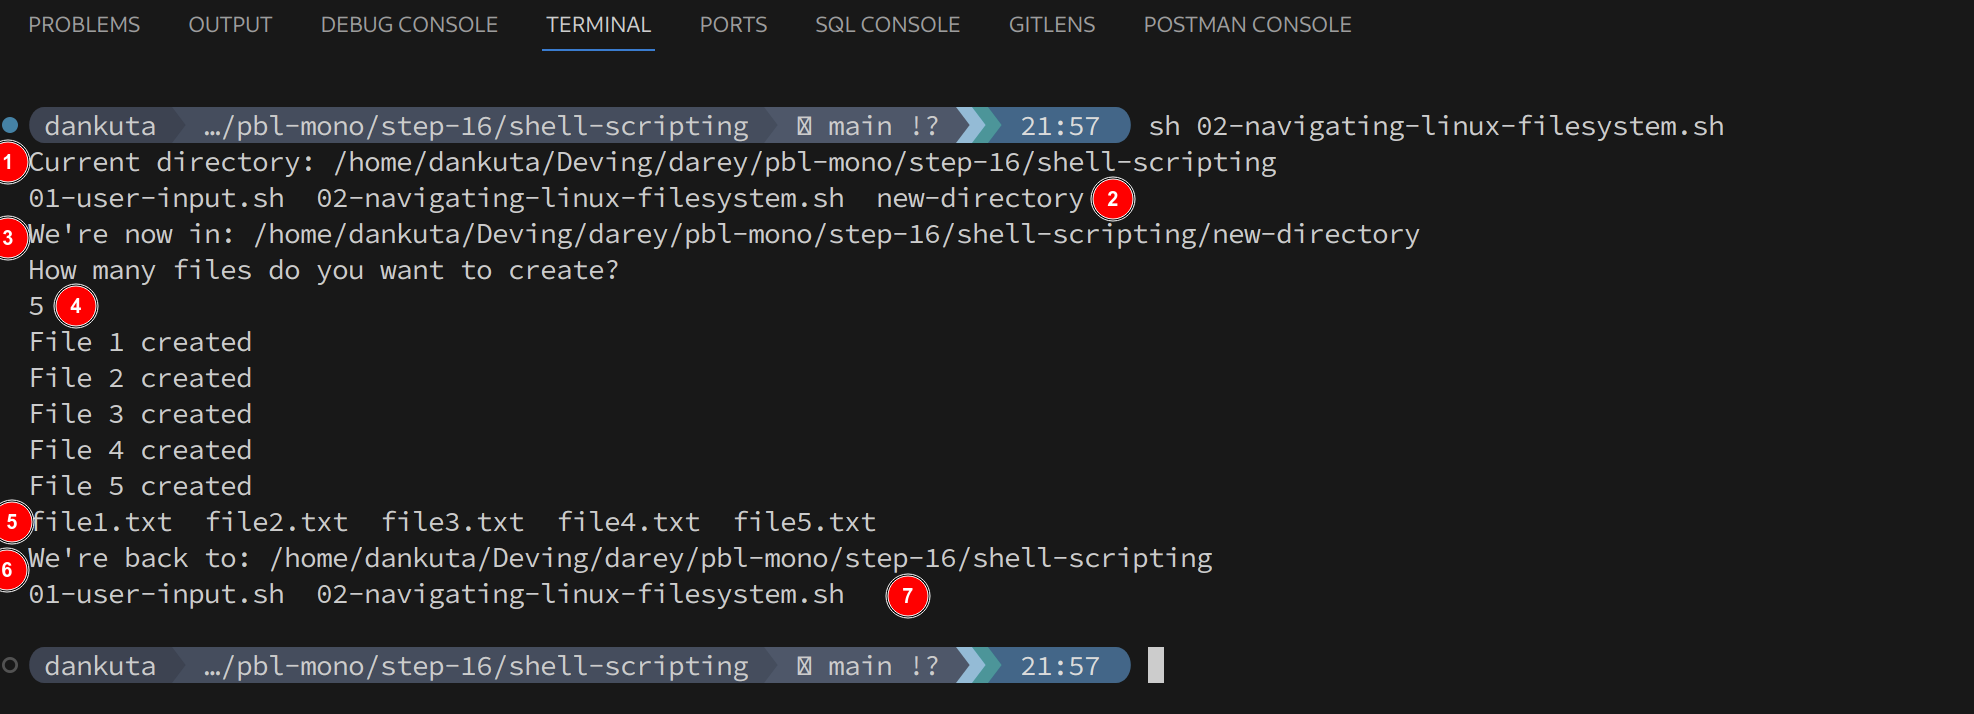 PROBLEMS OUTPUT DEBUG CONSOLE TERMINAL PORTS SQL CONSOLE GITLENS POSTMAN CONSOLE
dankuta …/pbl-mono/step-16/shell-scripting main !? 21:57 sh 02-navigating-linux-filesystem.sh
1 Current directory: /home/dankuta/Deving/darey/pbl-mono/step-16/shell-scripting
01-user-input.sh 02-navigating-linux-filesystem.sh new-directory 2
3 We're now in: /home/dankuta/Deving/darey/pbl-mono/step-16/shell-scripting/new-directory
How many files do you want to create?
5 4
File 1 created
File 2 created
File 3 created
File 4 created
File 5 created
5 file1.txt file2.txt file3.txt file4.txt file5.txt
6 We're back to: /home/dankuta/Deving/darey/pbl-mono/step-16/shell-scripting
01-user-input.sh 02-navigating-linux-filesystem.sh 7
dankuta …/pbl-mono/step-16/shell-scripting main !? 21:57